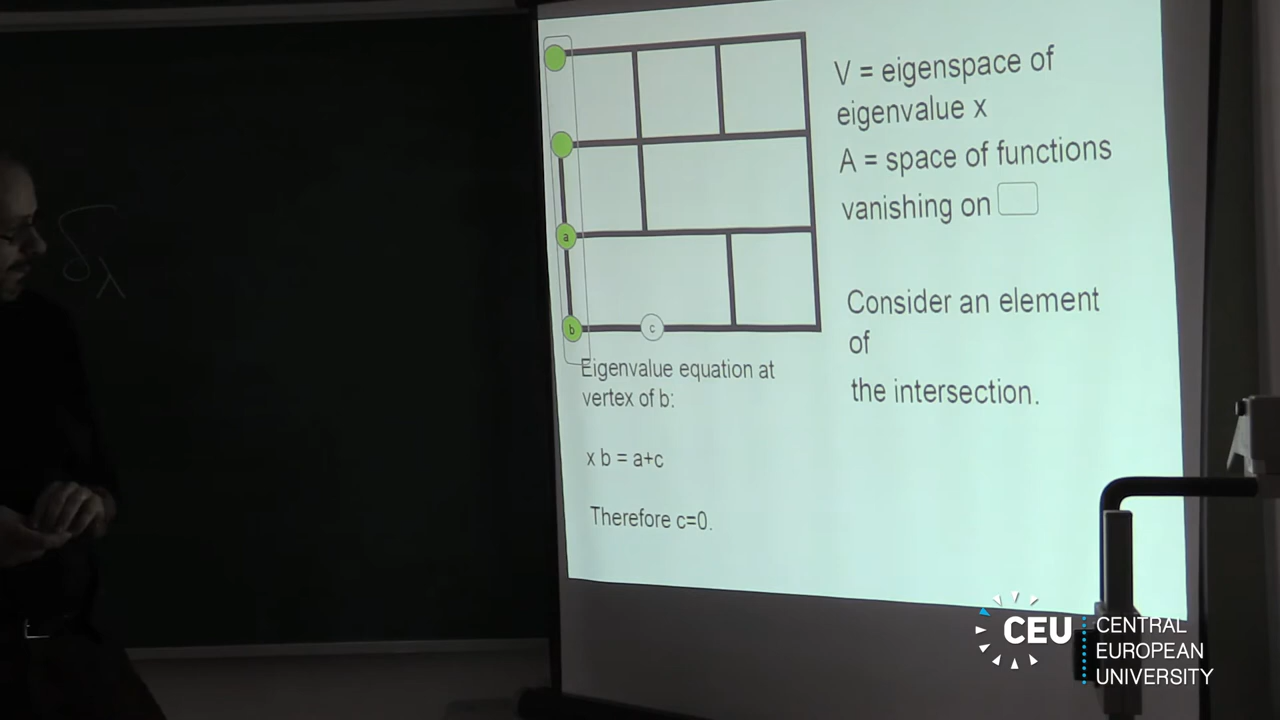 δλ
a
b
c
Eigenvalue equation at
vertex of b:
x b = a+c
Therefore c=0.
V = eigenspace of
eigenvalue x
A = space of functions
vanishing on
Consider an element
of
the intersection.
CEU
CENTRAL
EUROPEAN
UNIVERSITY